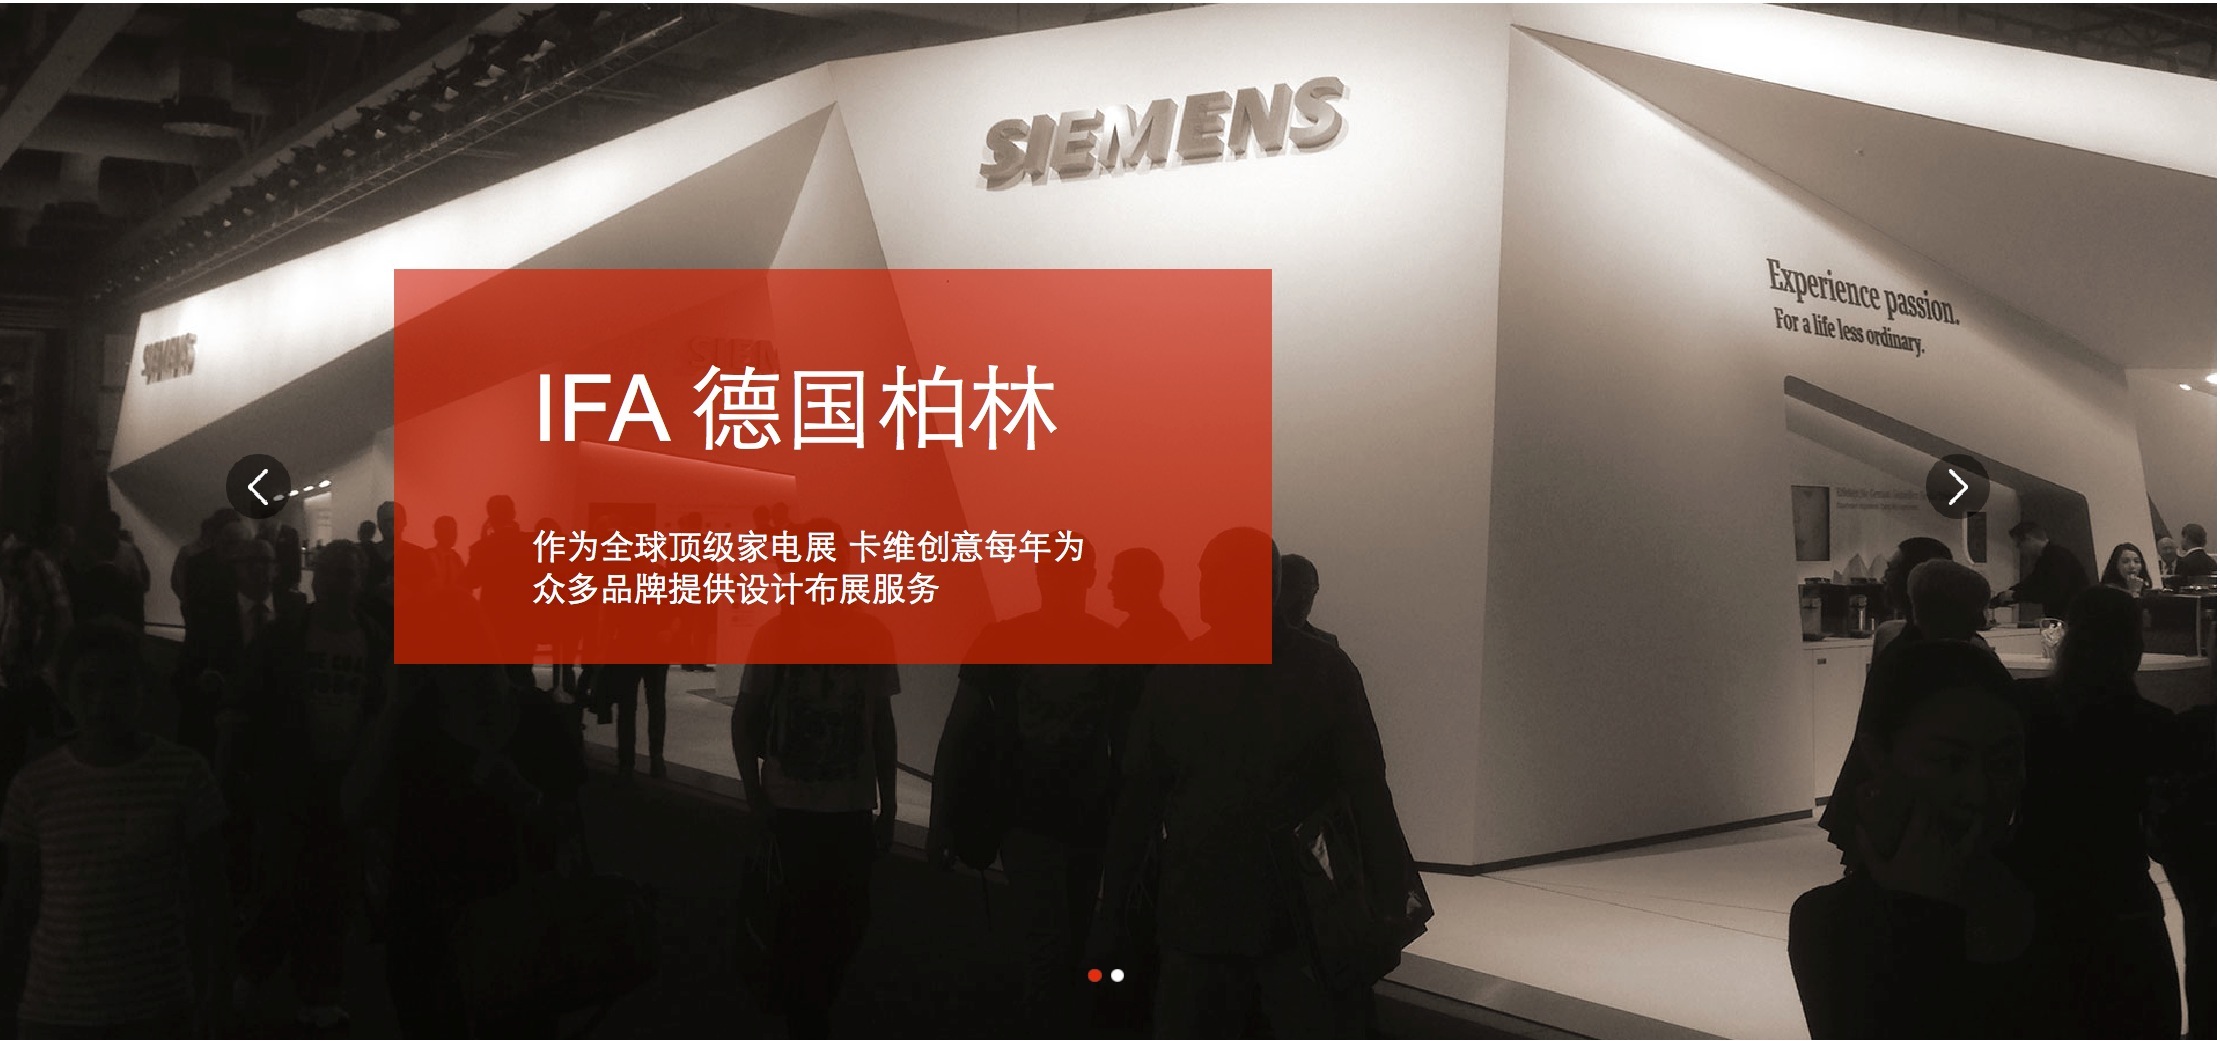 SIEMENS
SIEMENS
Experience passion.
For a life less ordinary.
SIEM
IFA 德国柏林
作为全球顶级家电展 卡维创意每年为
众多品牌提供设计布展服务